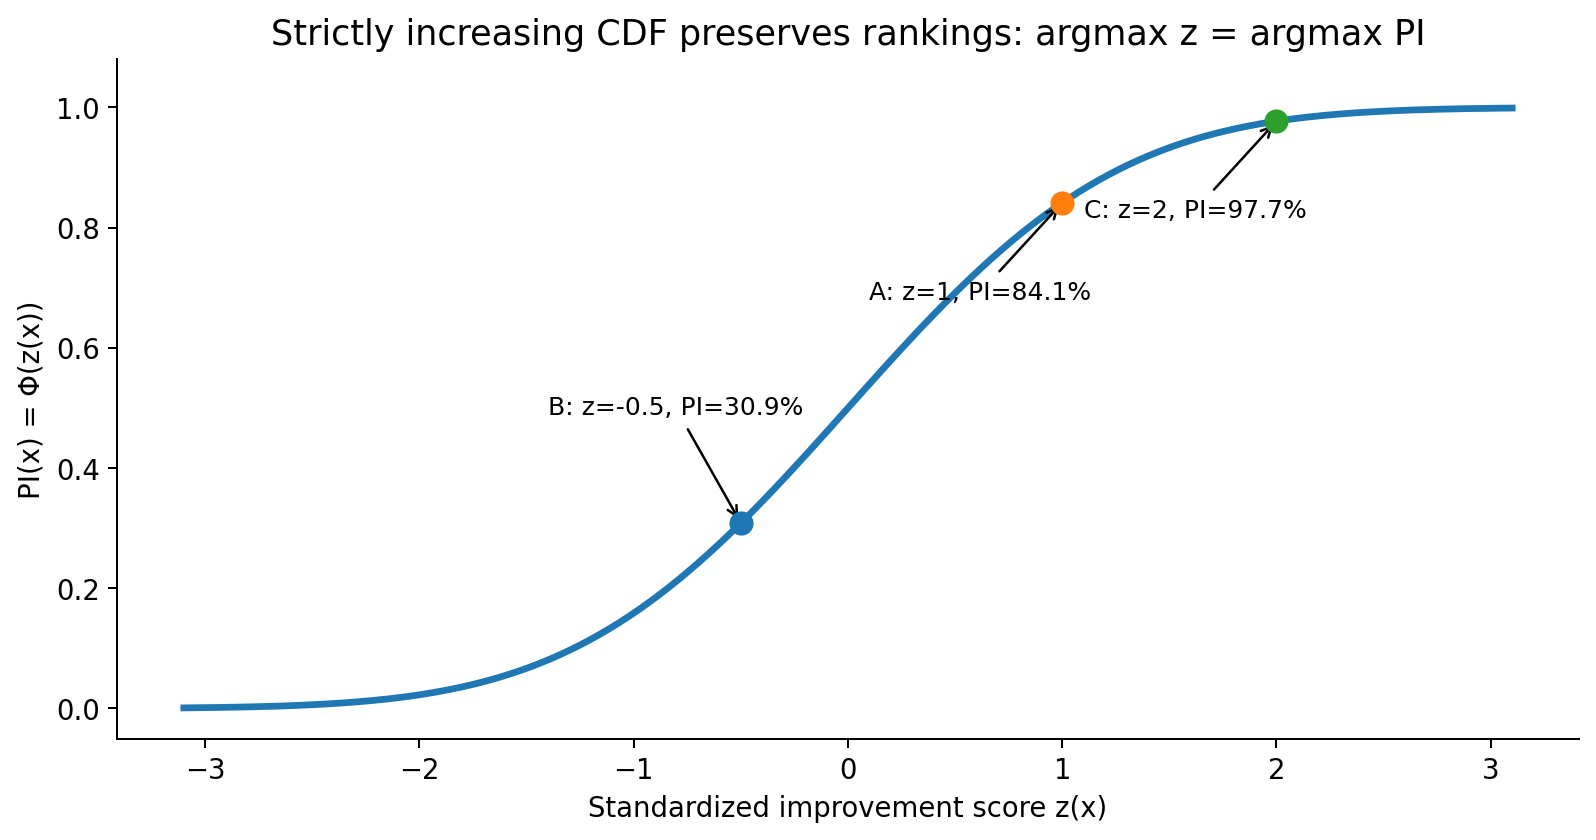 Strictly increasing CDF preserves rankings: argmax z = argmax PI
PI(x) = Φ(z(x))
1.0
0.8
0.6
0.4
0.2
0.0
C: z=2, PI=97.7%
A: z=1, PI=84.1%
B: z=-0.5, PI=30.9%
−3
−2
−1
0
1
2
3
Standardized improvement score z(x)